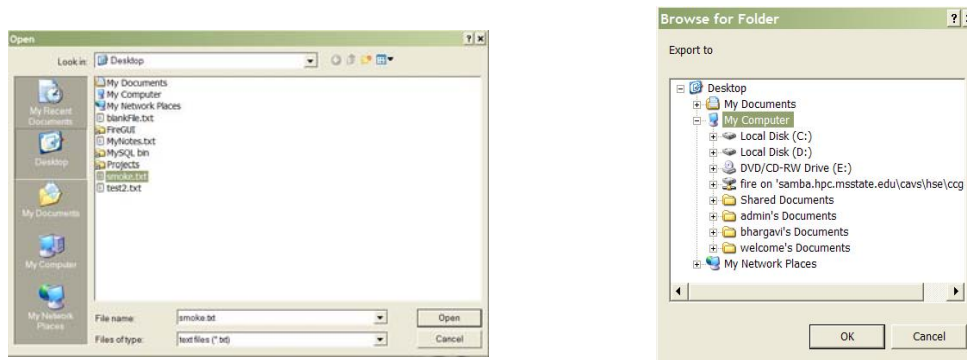 Open
Look in: Desktop
My Recent
Documents
Desktop
My Documents
My Computer
My Network
Places
My Documents
My Computer
My Network Places
blankFile.txt
FireGUI
MyNotes.txt
MySQL bin
Projects
smoke.txt
test2.txt
File name: smoke.txt Open
Files of type: text files (*.txt) Cancel
Browse for Folder
Export to
Desktop
My Documents
My Computer
Local Disk (C:)
Local Disk (D:)
DVD/CD-RW Drive (E:)
fire on 'samba.hpc.msstate.edu\cavs\hse\ccg
Shared Documents
admin's Documents
bhargavi's Documents
welcome's Documents
My Network Places
OK Cancel